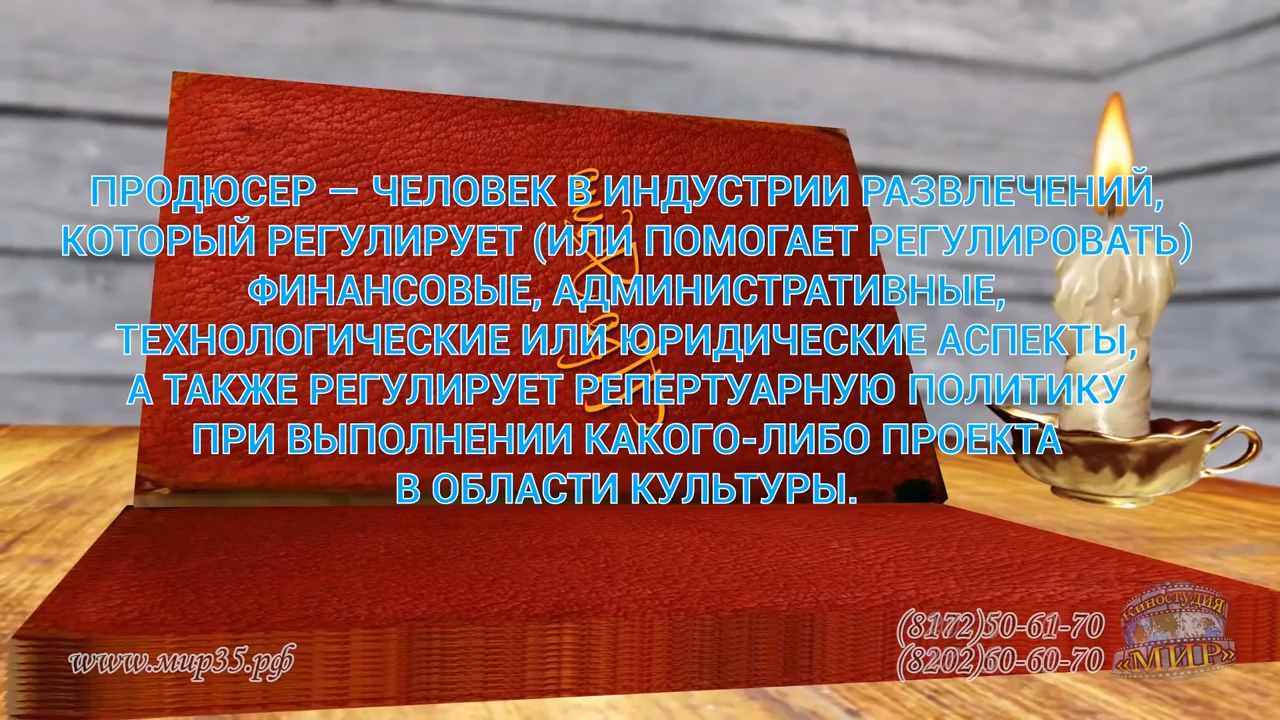 ПРОДЮСЕР — ЧЕЛОВЕК В ИНДУСТРИИ РАЗВЛЕЧЕНИЙ,
КОТОРЫЙ РЕГУЛИРУЕТ (ИЛИ ПОМОГАЕТ РЕГУЛИРОВАТЬ)
ФИНАНСОВЫЕ, АДМИНИСТРАТИВНЫЕ,
ТЕХНОЛОГИЧЕСКИЕ ИЛИ ЮРИДИЧЕСКИЕ АСПЕКТЫ,
А ТАКЖЕ РЕГУЛИРУЕТ РЕПЕРТУАРНУЮ ПОЛИТИКУ
ПРИ ВЫПОЛНЕНИИ КАКОГО-ЛИБО ПРОЕКТА
В ОБЛАСТИ КУЛЬТУРЫ.
www.мир35.рф
(8172)50-61-70
(8202)60-60-70
Киностудия
«МИР»